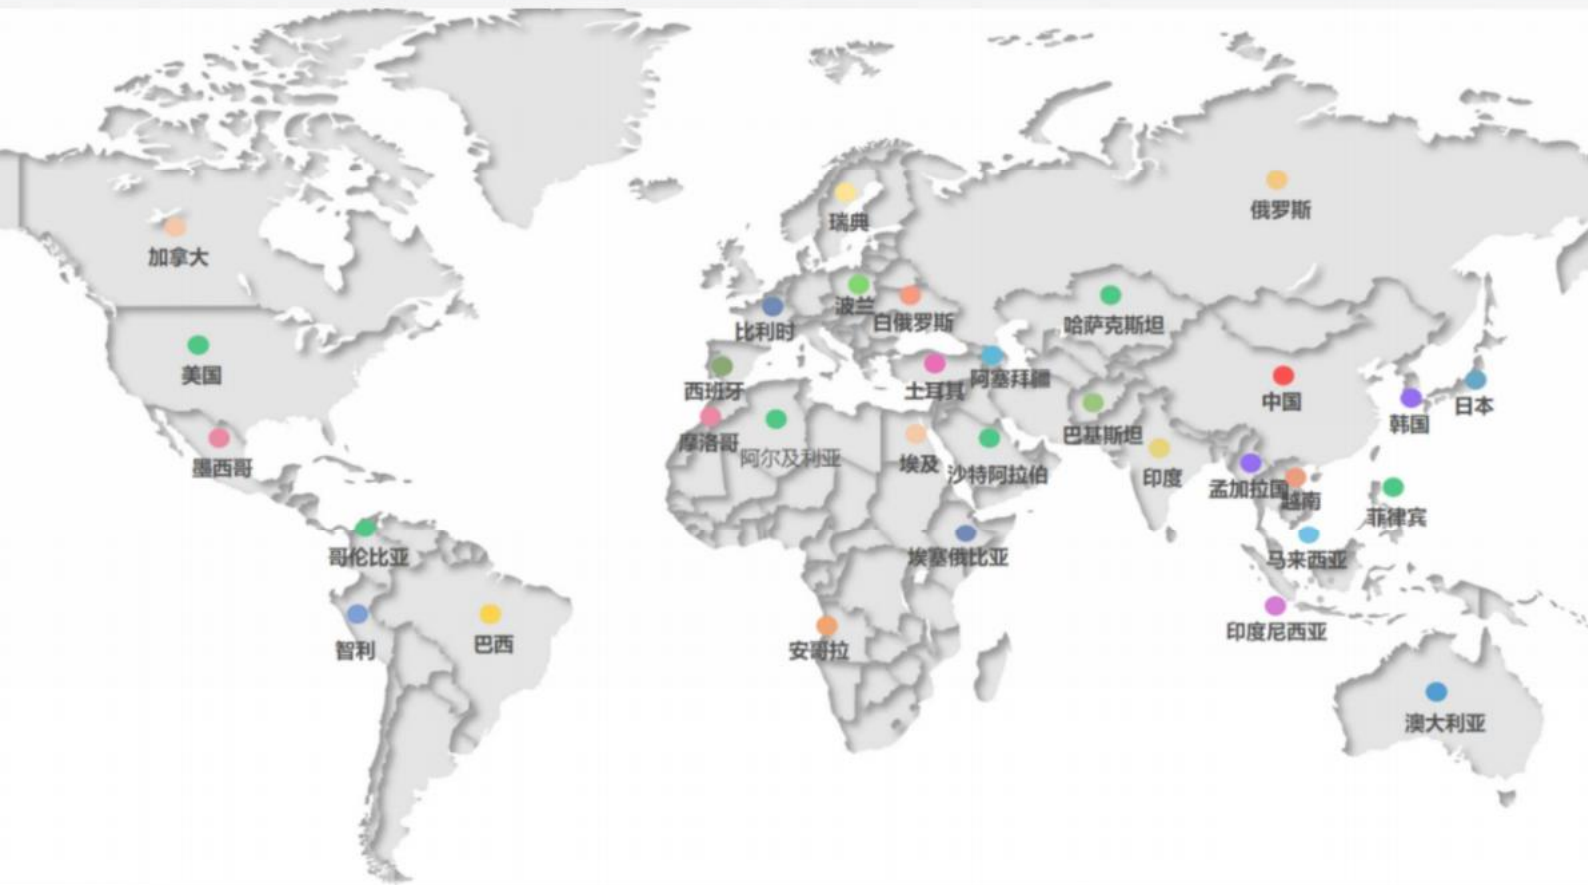 俄罗斯
瑞典
加拿大
波兰
白俄罗斯
哈萨克斯坦
比利时
美国
西班牙
土耳其
阿塞拜疆
中国
日本
韩国
摩洛哥
阿尔及利亚
埃及
沙特阿拉伯
巴基斯坦
墨西哥
印度
孟加拉国
越南
菲律宾
哥伦比亚
埃塞俄比亚
马来西亚
智利
巴西
安哥拉
印度尼西亚
澳大利亚